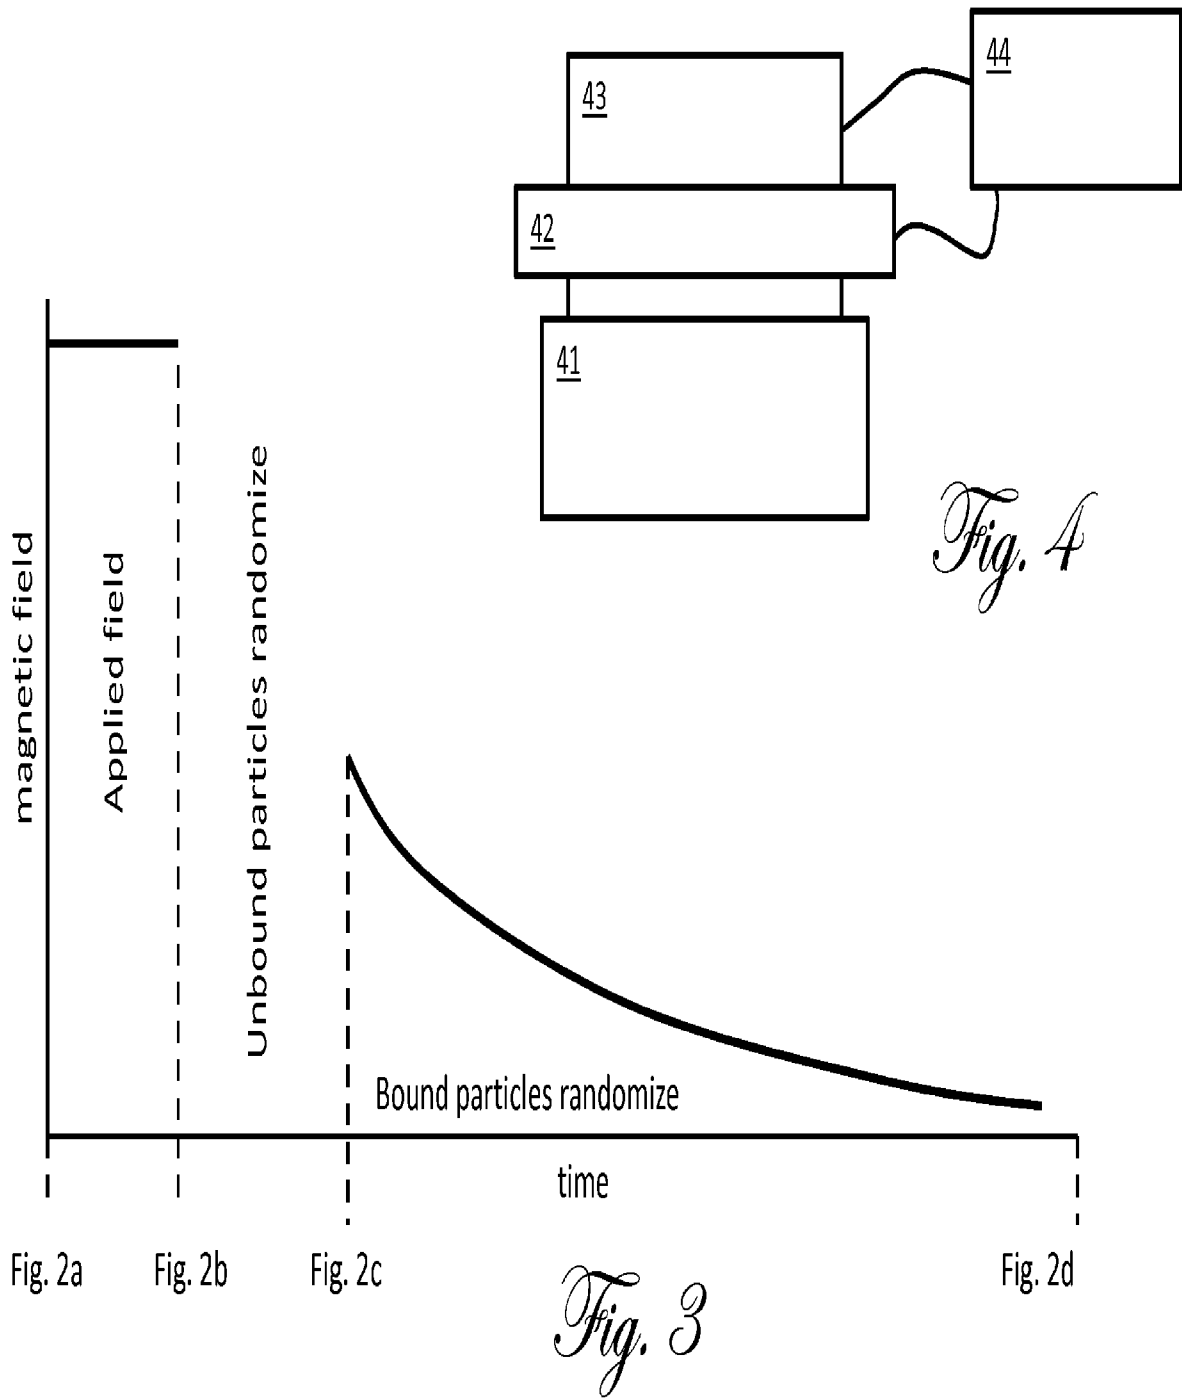 44
43
42
41
Fig. 4
magnetic field
Applied field
Unbound particles randomize
Bound particles randomize
time
Fig. 2a
Fig. 2b
Fig. 2c
Fig. 2d
Fig. 3